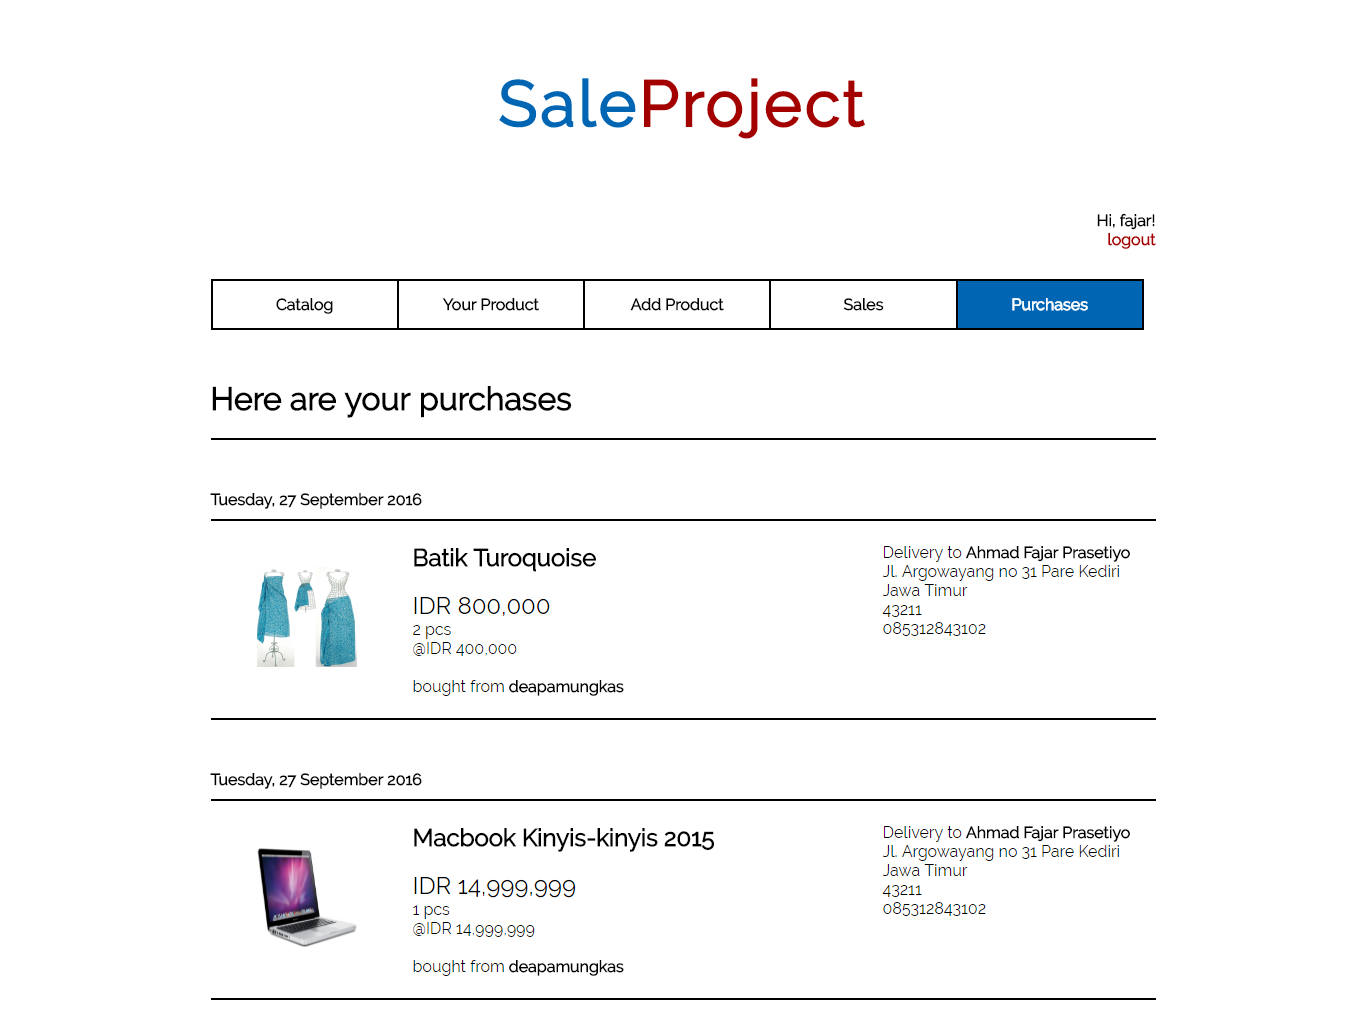 SaleProject
Hi, fajar!
logout
Catalog
Your Product
Add Product
Sales
Purchases
Here are your purchases
Tuesday, 27 September 2016
Batik Turoquoise
IDR 800,000
2 pcs
@IDR 400,000
bought from deapamungkas
Delivery to Ahmad Fajar Prasetiyo
Jl. Argowayang no 31 Pare Kediri
Jawa Timur
43211
085312843102
Tuesday, 27 September 2016
Macbook Kinyis-kinyis 2015
IDR 14,999,999
1 pcs
@IDR 14,999,999
bought from deapamungkas
Delivery to Ahmad Fajar Prasetiyo
Jl. Argowayang no 31 Pare Kediri
Jawa Timur
43211
085312843102